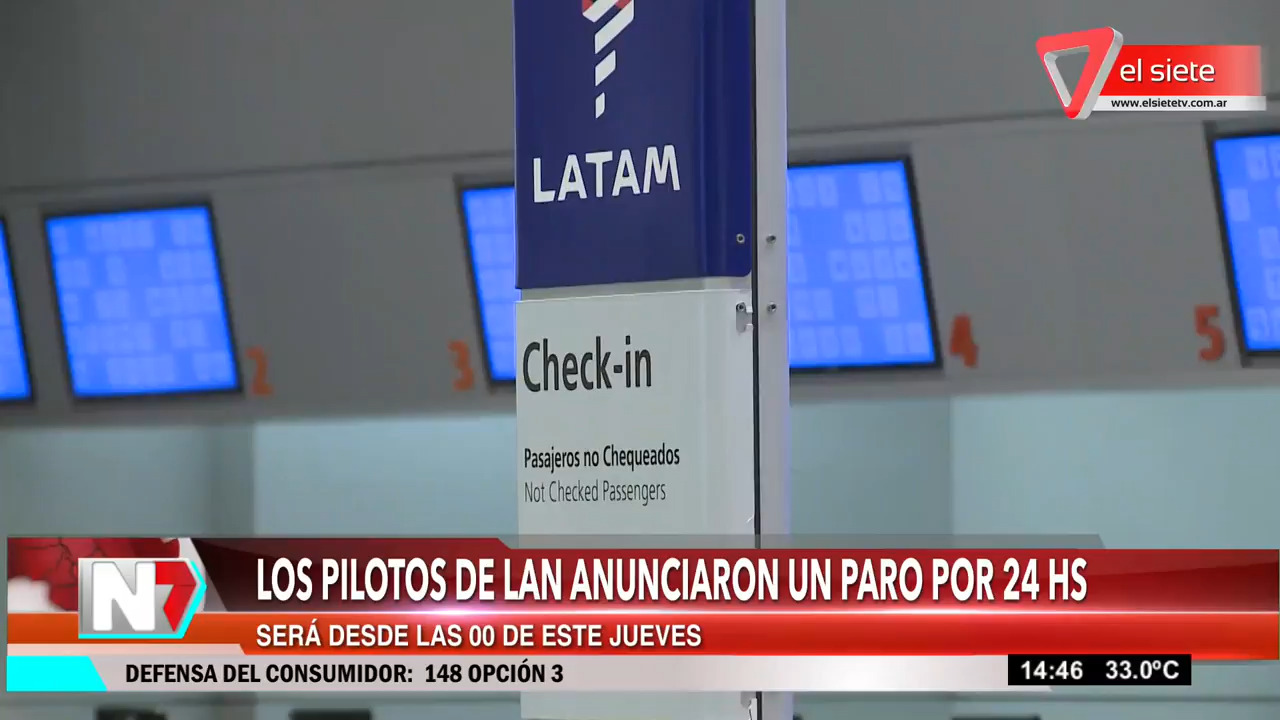 el siete
www.elsietetv.com.ar
LATAM
2
3
4
5
Check-in
Pasajeros no Chequeados
Not Checked Passengers
N7
LOS PILOTOS DE LAN ANUNCIARON UN PARO POR 24 HS
SERÁ DESDE LAS 00 DE ESTE JUEVES
DEFENSA DEL CONSUMIDOR: 148 OPCIÓN 3
14:46 33.0ºC